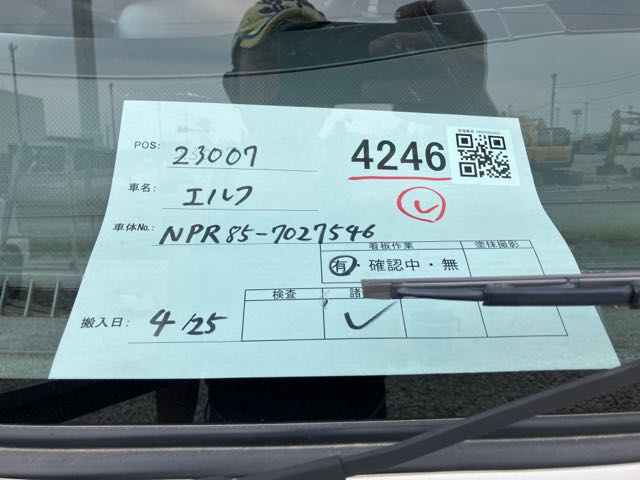 POS: 23007
4246
車名: エルフ
車体No.: NPR85-7027546
看板作業 塗抹撮影
有・確認中・無
検査 諸
搬入日: 4/25